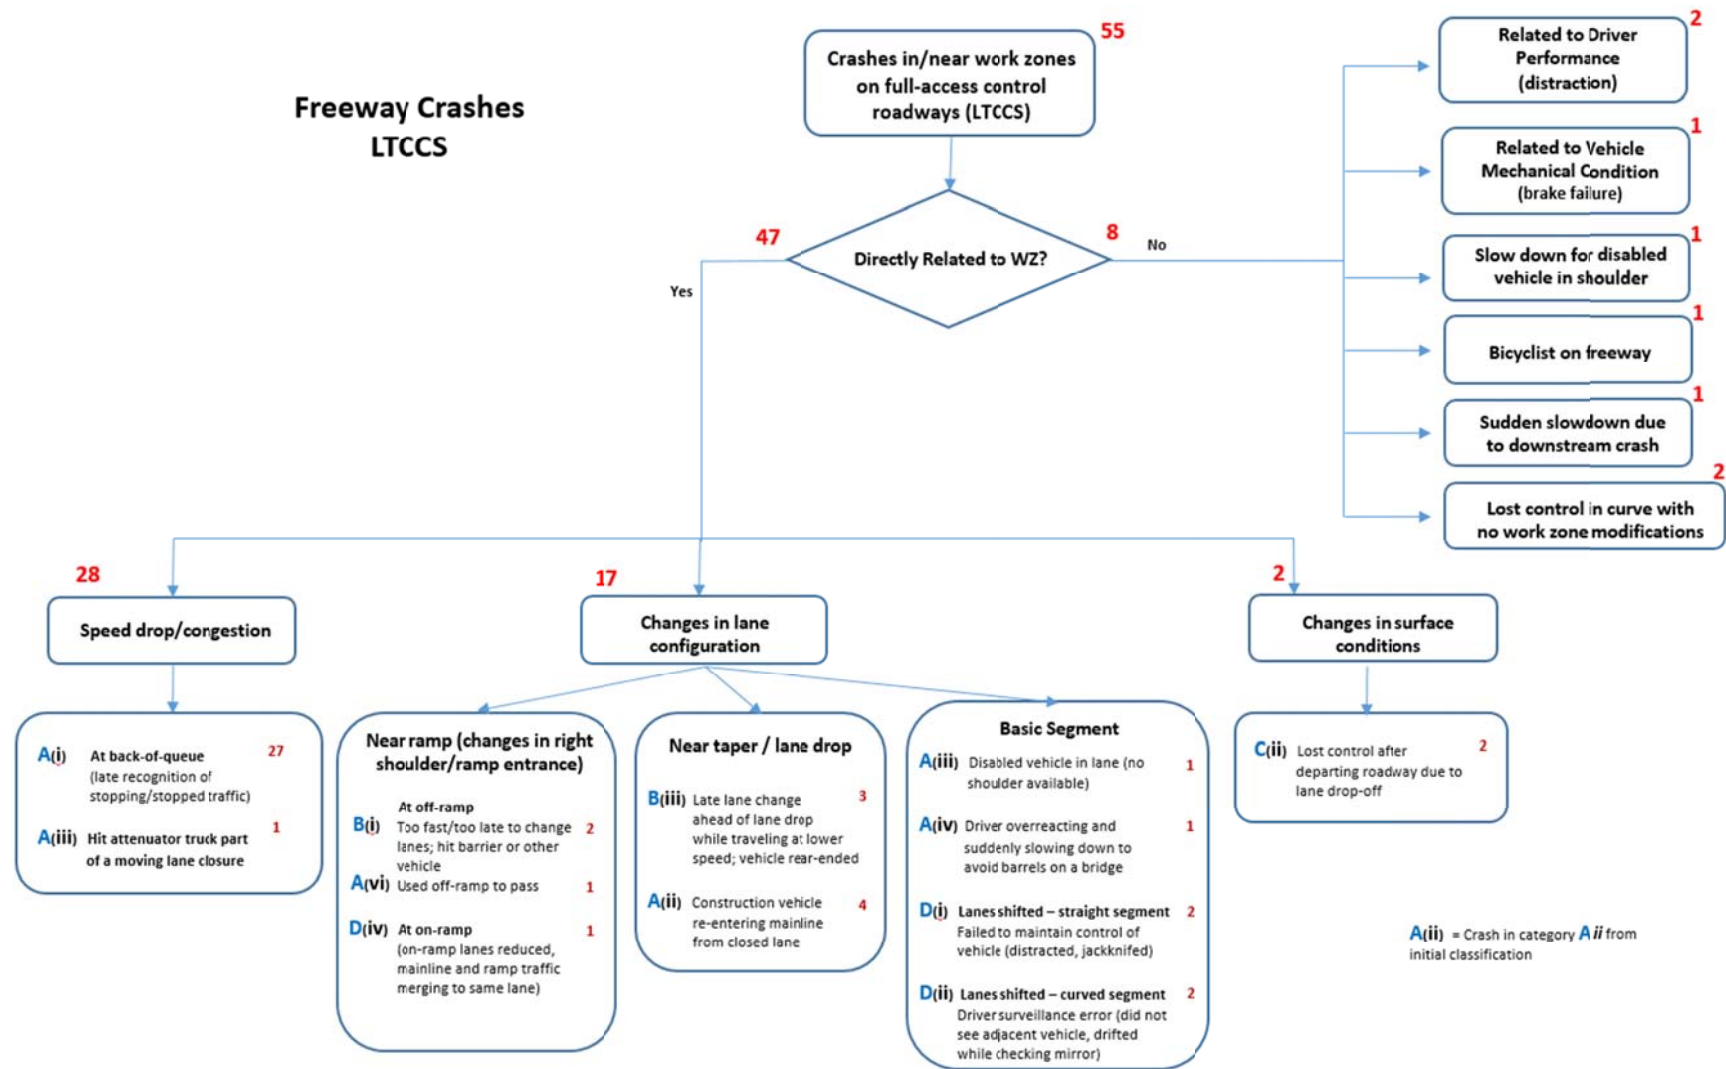 Freeway Crashes
LTCCS
55
Crashes in/near work zones
on full-access control
roadways (LTCCS)
47
Directly Related to WZ?
8
No
Yes
2
Related to Driver
Performance
(distraction)
1
Related to Vehicle
Mechanical Condition
(brake failure)
1
Slow down for disabled
vehicle in shoulder
1
Bicyclist on freeway
1
Sudden slowdown due
to downstream crash
2
Lost control in curve with
no work zone modifications
28
Speed drop/congestion
17
Changes in lane
configuration
2
Changes in surface
conditions
A(i) At back-of-queue 27
(late recognition of
stopping/stopped traffic)
A(iii) Hit attenuator truck part 1
of a moving lane closure
Near ramp (changes in right
shoulder/ramp entrance)
At off-ramp
B(i) Too fast/too late to change 2
lanes; hit barrier or other
vehicle
A(vi) Used off-ramp to pass 1
D(iv) At on-ramp 1
(on-ramp lanes reduced,
mainline and ramp traffic
merging to same lane)
Near taper / lane drop
B(iii) Late lane change 3
ahead of lane drop
while traveling at lower
speed; vehicle rear-ended
A(ii) Construction vehicle 4
re-entering mainline
from closed lane
Basic Segment
A(iii) Disabled vehicle in lane (no 1
shoulder available)
A(iv) Driver overreacting and 1
suddenly slowing down to
avoid barrels on a bridge
D(i) Lanes shifted – straight segment 2
Failed to maintain control of
vehicle (distracted, jackknifed)
D(ii) Lanes shifted – curved segment 2
Driver surveillance error (did not
see adjacent vehicle, drifted
while checking mirror)
C(ii) Lost control after 2
departing roadway due to
lane drop-off
A(ii) = Crash in category A ii from
initial classification